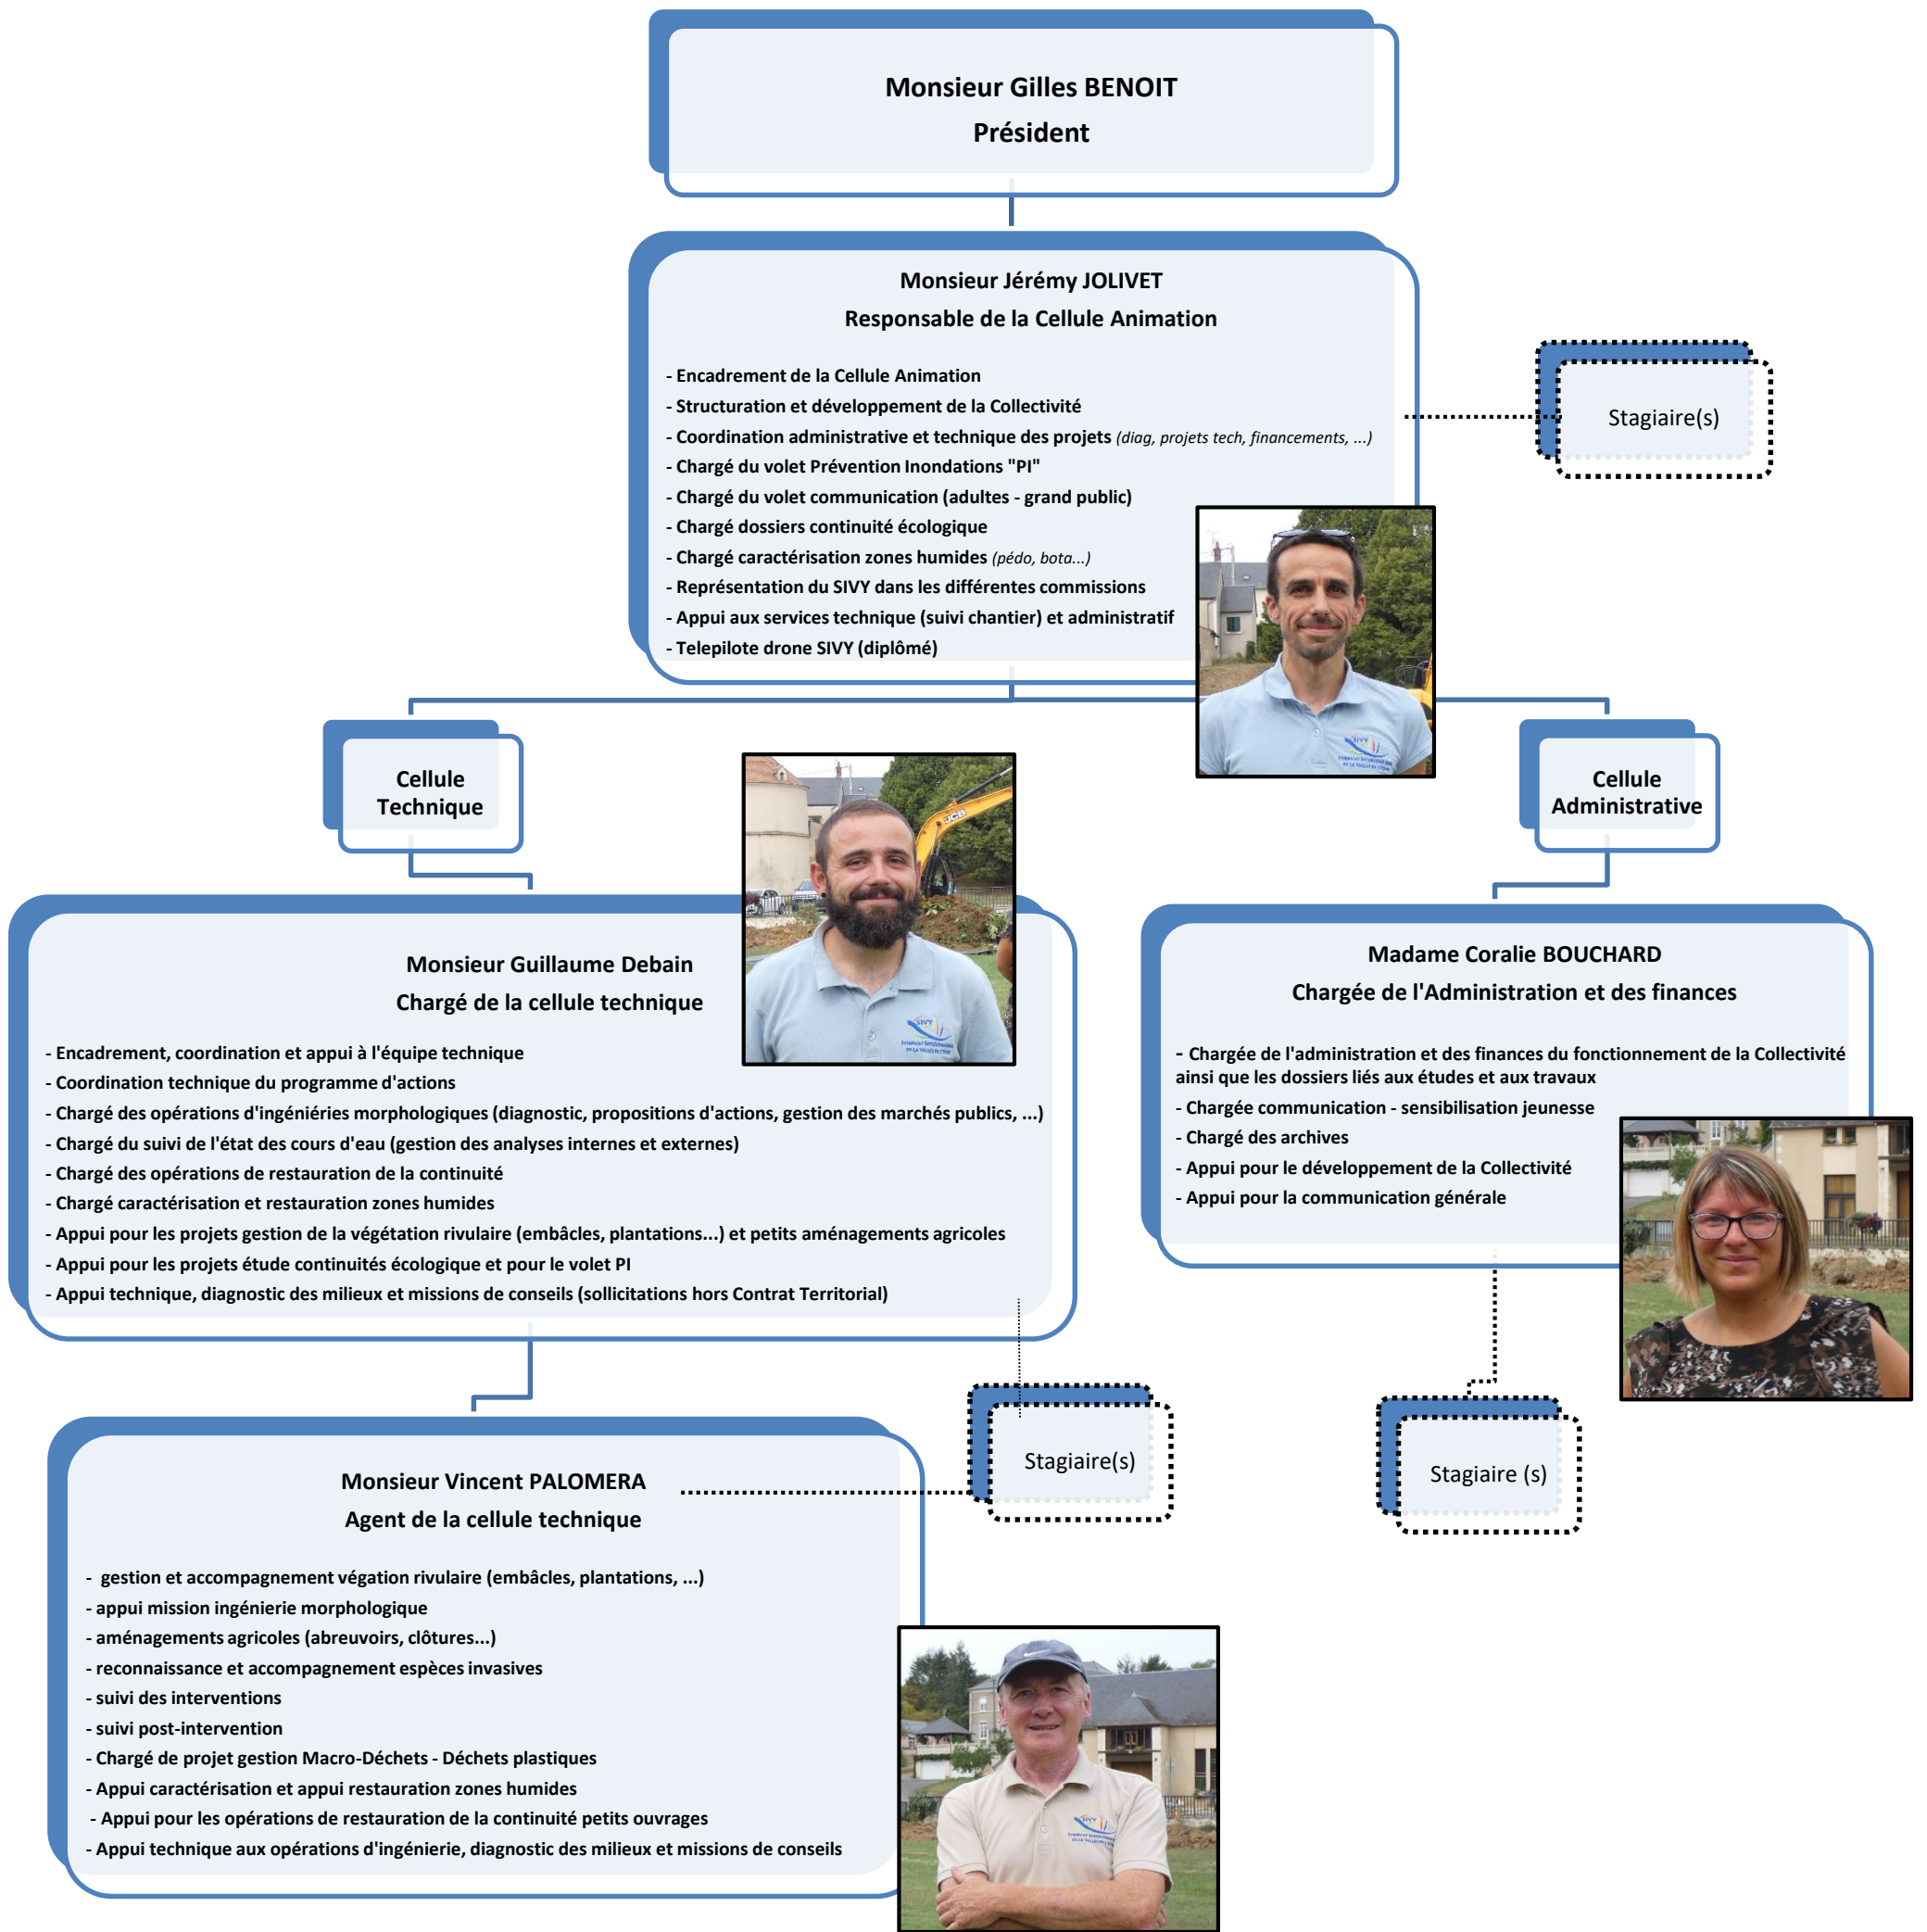 Monsieur Gilles BENOIT
Président
Monsieur Jérémy JOLIVET
Responsable de la Cellule Animation
- Encadrement de la Cellule Animation
- Structuration et développement de la Collectivité
- Coordination administrative et technique des projets (diag, projets tech, financements, ...)
- Chargé du volet Prévention Inondations "PI"
- Chargé du volet communication (adultes - grand public)
- Chargé dossiers continuité écologique
- Chargé caractérisation zones humides (pédo, bota...)
- Représentation du SIVY dans les différentes commissions
- Appui aux services technique (suivi chantier) et administratif
- Telepilote drone SIVY (diplômé)
Stagiaire(s)
SIVY
Cellule
Technique
JCB
SIVY
Cellule
Administrative
Monsieur Guillaume Debain
Chargé de la cellule technique
- Encadrement, coordination et appui à l'équipe technique
- Coordination technique du programme d'actions
- Chargé des opérations d'ingéniéries morphologiques (diagnostic, propositions d'actions, gestion des marchés publics, ...)
- Chargé du suivi de l'état des cours d'eau (gestion des analyses internes et externes)
- Chargé des opérations de restauration de la continuité
- Chargé caractérisation et restauration zones humides
- Appui pour les projets gestion de la végétation rivulaire (embâcles, plantations...) et petits aménagements agricoles
- Appui pour les projets étude continuités écologique et pour le volet PI
- Appui technique, diagnostic des milieux et missions de conseils (sollicitations hors Contrat Territorial)
Madame Coralie BOUCHARD
Chargée de l'Administration et des finances
- Chargée de l'administration et des finances du fonctionnement de la Collectivité
ainsi que les dossiers liés aux études et aux travaux
- Chargée communication - sensibilisation jeunesse
- Chargé des archives
- Appui pour le développement de la Collectivité
- Appui pour la communication générale
Monsieur Vincent PALOMERA
Agent de la cellule technique
- gestion et accompagnement végation rivulaire (embâcles, plantations, ...)
- appui mission ingénierie morphologique
- aménagements agricoles (abreuvoirs, clôtures...)
- reconnaissance et accompagnement espèces invasives
- suivi des interventions
- suivi post-intervention
- Chargé de projet gestion Macro-Déchets - Déchets plastiques
- Appui caractérisation et appui restauration zones humides
- Appui pour les opérations de restauration de la continuité petits ouvrages
- Appui technique aux opérations d'ingénierie, diagnostic des milieux et missions de conseils
Stagiaire(s)
Stagiaire (s)
SIVY